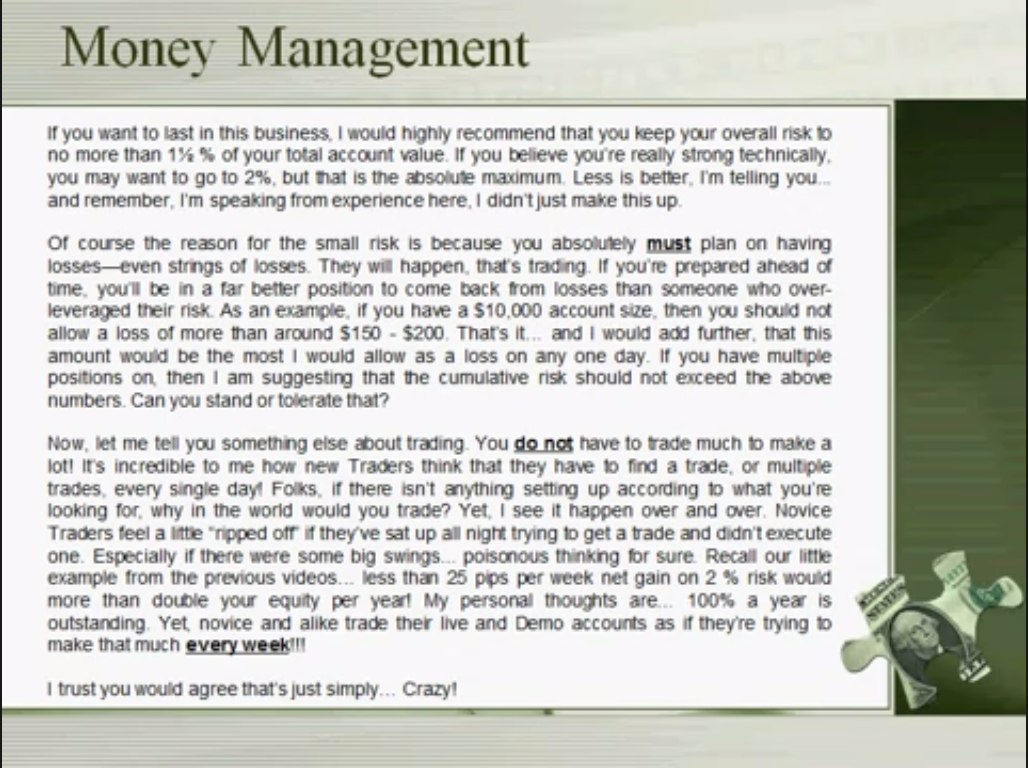 Money Management
If you want to last in this business, I would highly recommend that you keep your overall risk to
no more than 1½ % of your total account value. If you believe you're really strong technically,
you may want to go to 2%, but that is the absolute maximum. Less is better, I'm telling you...
and remember, I'm speaking from experience here, I didn't just make this up.
Of course the reason for the small risk is because you absolutely must plan on having
losses—even strings of losses. They will happen, that's trading. If you're prepared ahead of
time, you'll be in a far better position to come back from losses than someone who over-
leveraged their risk. As an example, if you have a $10,000 account size, then you should not
allow a loss of more than around $150 - $200. That's it... and I would add further, that this
amount would be the most I would allow as a loss on any one day. If you have multiple
positions on, then I am suggesting that the cumulative risk should not exceed the above
numbers. Can you stand or tolerate that?
Now, let me tell you something else about trading. You do not have to trade much to make a
lot! It's incredible to me how new Traders think that they have to find a trade, or multiple
trades, every single day! Folks, if there isn't anything setting up according to what you're
looking for, why in the world would you trade? Yet, I see it happen over and over. Novice
Traders feel a little "ripped off" if they've sat up all night trying to get a trade and didn't execute
one. Especially if there were some big swings... poisonous thinking for sure. Recall our little
example from the previous videos... less than 25 pips per week net gain on 2 % risk would
more than double your equity per year! My personal thoughts are... 100% a year is
outstanding. Yet, novice and alike trade their live and Demo accounts as if they're trying to
make that much every week!!!
I trust you would agree that's just simply... Crazy!